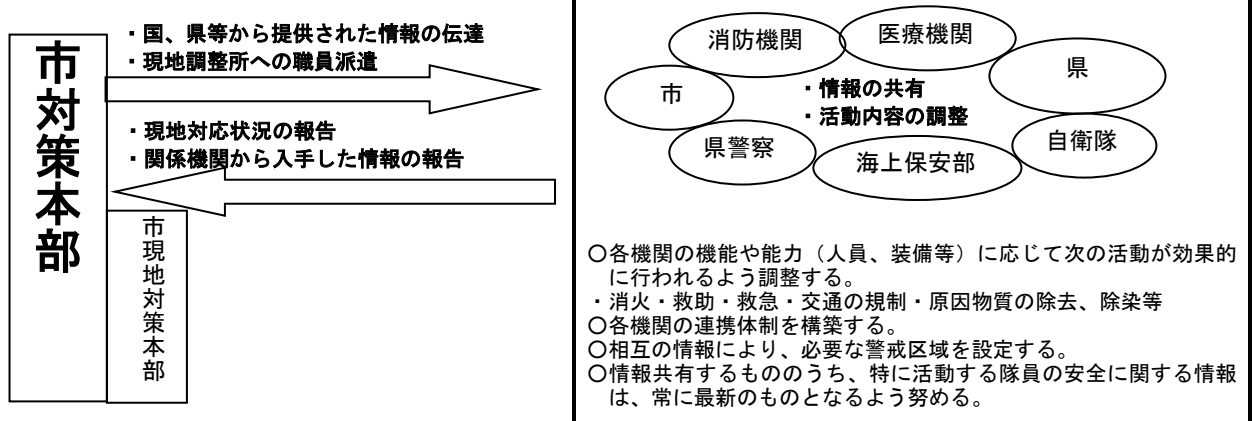 市対策本部
・国、県等から提供された情報の伝達
・現地調整所への職員派遣
・現地対応状況の報告
・関係機関から入手した情報の報告
市現地対策本部
消防機関
医療機関
県
市
・情報の共有
・活動内容の調整
県警察
海上保安部
自衛隊
〇各機関の機能や能力（人員、装備等）に応じて次の活動が効果的
に行われるよう調整する。
・消火・救助・救急・交通の規制・原因物質の除去、除染等
〇各機関の連携体制を構築する。
〇相互の情報により、必要な警戒区域を設定する。
〇情報共有するもののうち、特に活動する隊員の安全に関する情報
は、常に最新のものとなるよう努める。